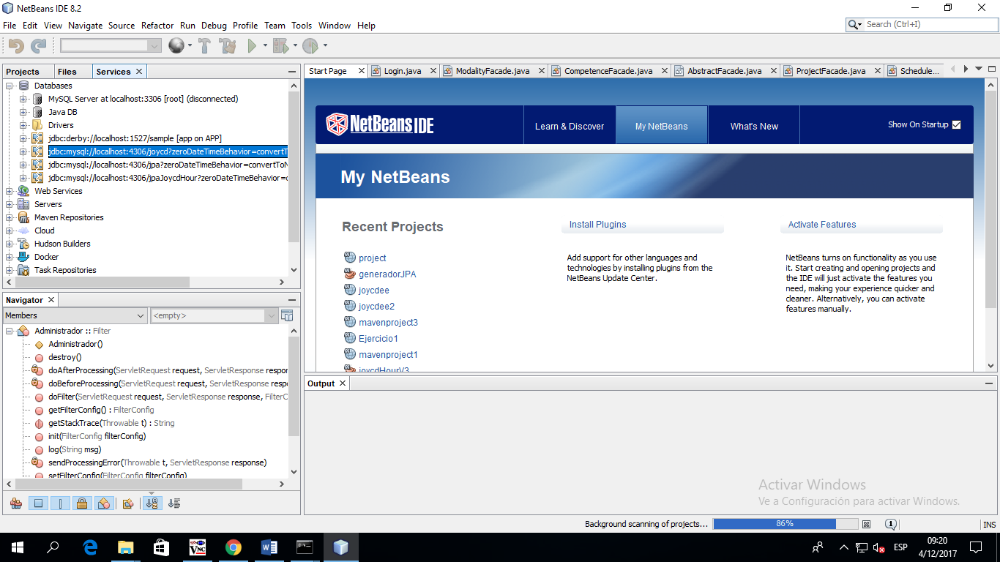 NetBeans IDE 8.2
File Edit View Navigate Source Refactor Run Debug Profile Team Tools Window Help
Search (Ctrl+I)
Projects Files Services
Databases
MySQL Server at localhost:3306 [root] (disconnected)
Java DB
Drivers
jdbc:derby://localhost:1527/sample [app on APP]
jdbc:mysql://localhost:4306/joycd?zeroDateTimeBehavior=convertT
jdbc:mysql://localhost:4306/jpa?zeroDateTimeBehavior=convertToN
jdbc:mysql://localhost:4306/jpaJoycdHour?zeroDateTimeBehavior=c
Web Services
Servers
Maven Repositories
Cloud
Hudson Builders
Docker
Task Repositories
Navigator
Members
<empty>
Administrador :: Filter
Administrador()
destroy()
doAfterProcessing(ServletRequest request, ServletResponse respor
doBeforeProcessing(ServletRequest request, ServletResponse resp
doFilter(ServletRequest request, ServletResponse response, FilterC
getFilterConfig() : FilterConfig
getStackTrace(Throwable t) : String
init(FilterConfig filterConfig)
log(String msg)
sendProcessingError(Throwable t, ServletResponse response)
setFilterConfig(FilterConfig filterConfig)
Start Page Login.java ModalityFacade.java CompetenceFacade.java AbstractFacade.java ProjectFacade.java Schedule...
NetBeans IDE
Learn & Discover
My NetBeans
What's New
Show On Startup
My NetBeans
Recent Projects
project
generadorJPA
joycdee
joycdee2
mavenproject3
Ejercicio1
mavenproject1
joycdHourV3
Install Plugins
Add support for other languages and
technologies by installing plugins from the
NetBeans Update Center.
Activate Features
NetBeans turns on functionality as you use
it. Start creating and opening projects and
the IDE will just activate the features you
need, making your experience quicker and
cleaner. Alternatively, you can activate
features manually.
Output
Activar Windows
Ve a Configuración para activar Windows.
Background scanning of projects...
86%
1
INS
ESP
09:20
4/12/2017